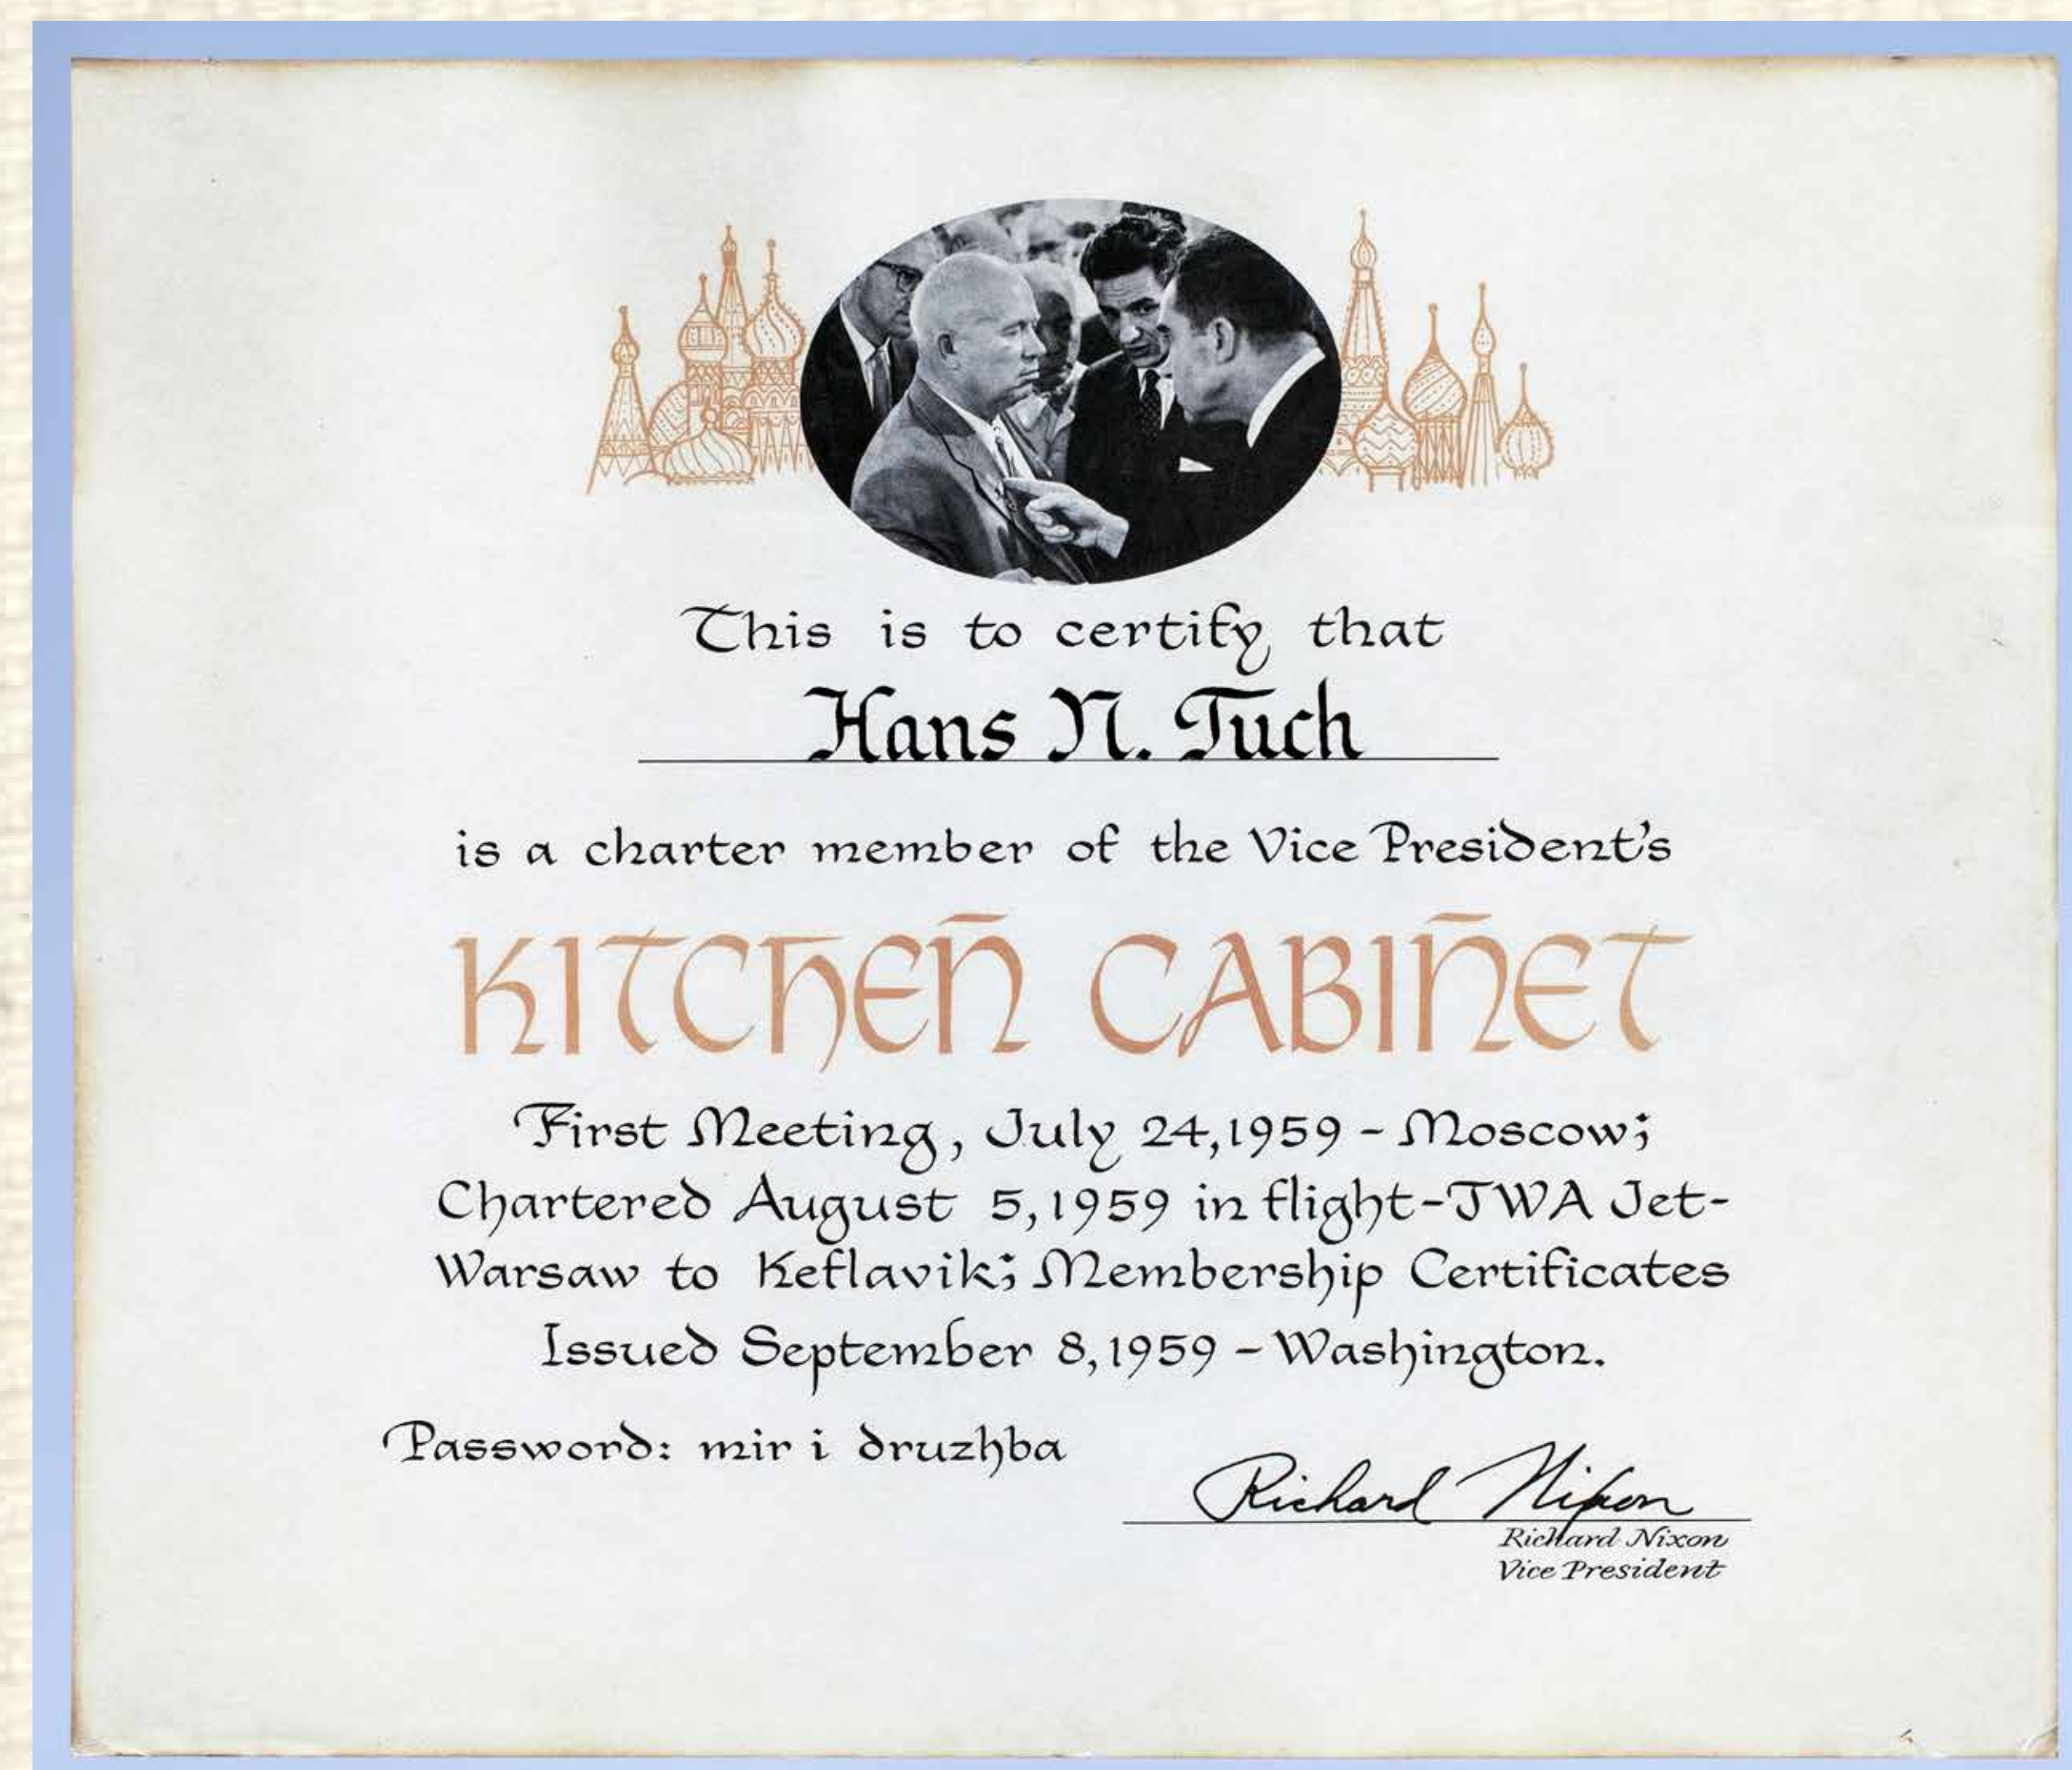 This is to certify that
Hans N. Tuch
is a charter member of the Vice President's
KITCHEN CABINET
First Meeting, July 24, 1959 - Moscow;
Chartered August 5, 1959 in flight-TWA Jet-
Warsaw to Keflavik; Membership Certificates
Issued September 8, 1959 - Washington.
Password: mir i druzhba
Richard Nixon
Richard Nixon
Vice President